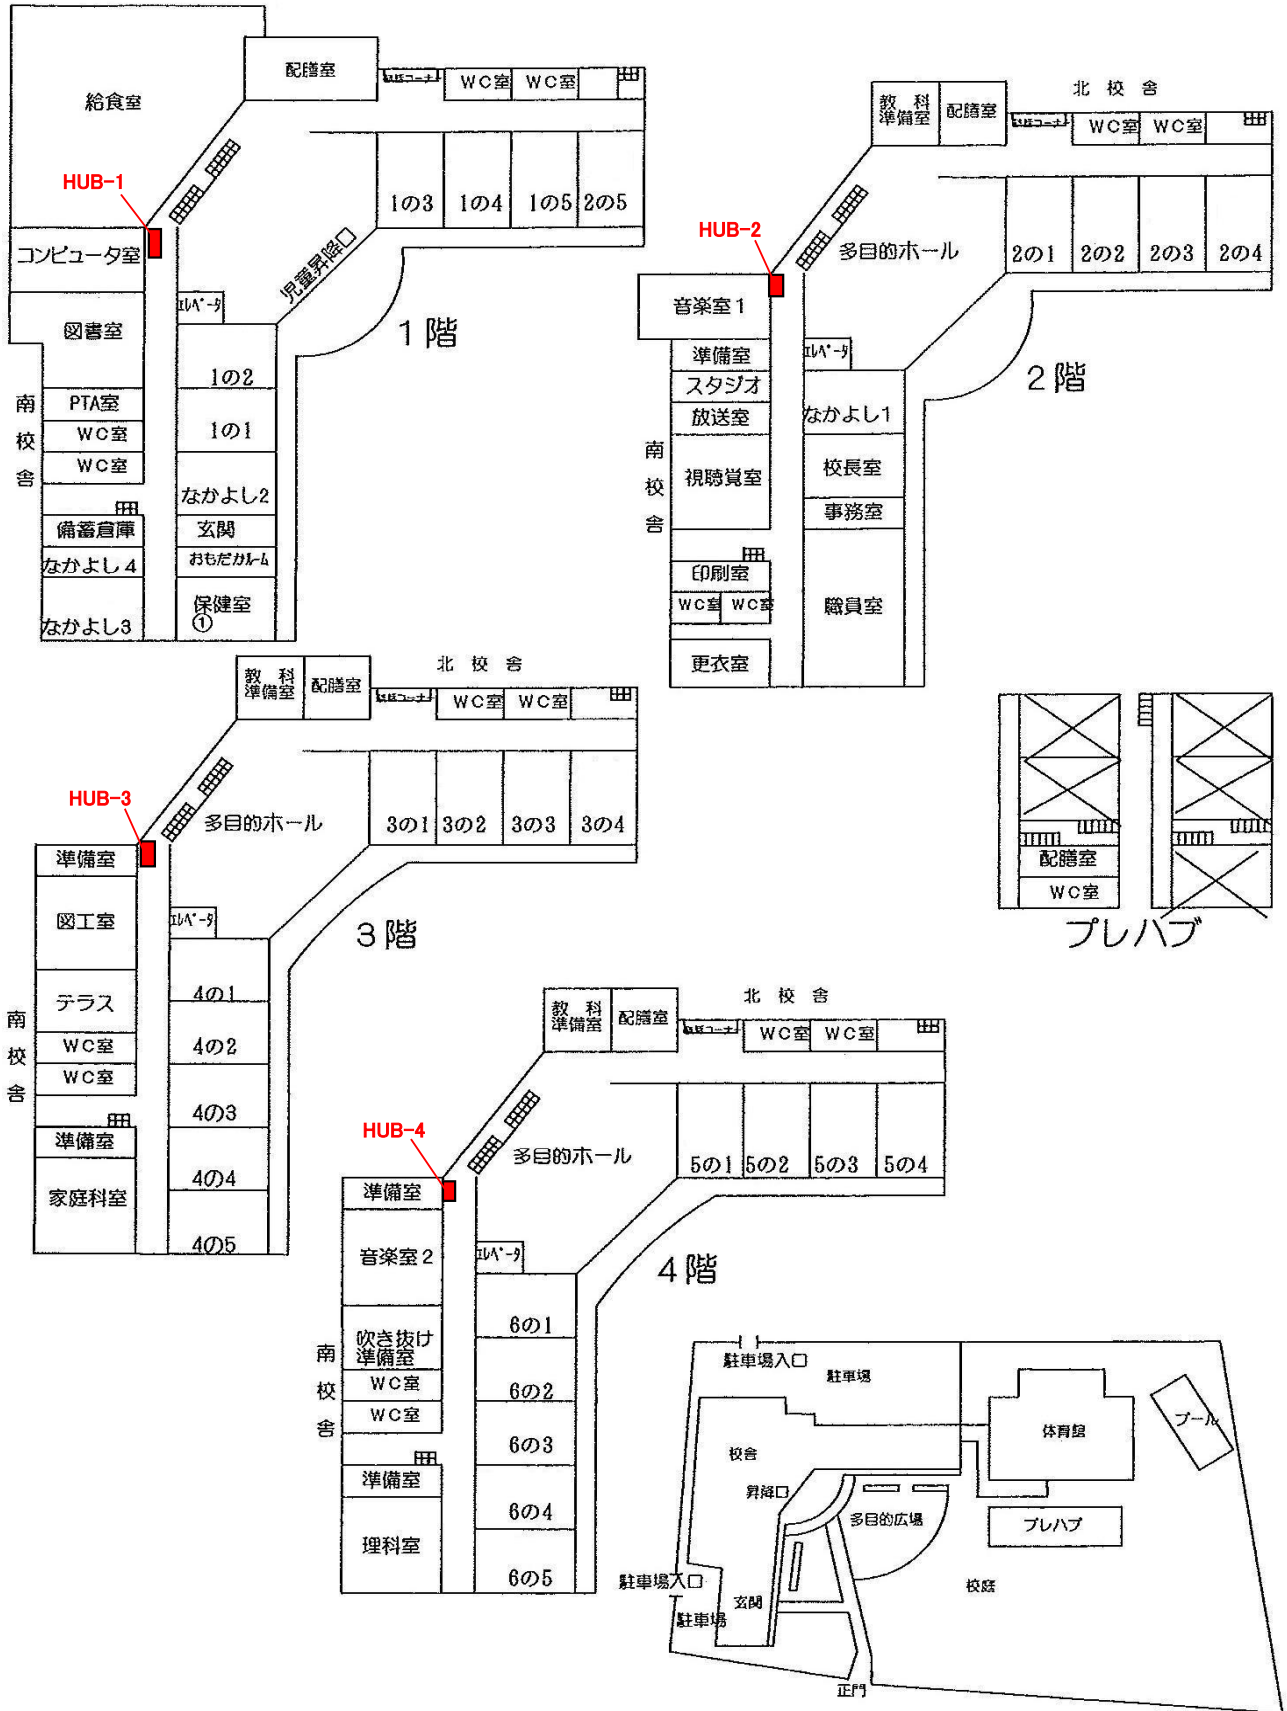 配膳室
給食室
WC室
WC室
HUB-1
1の3
1の4
1の5
2の5
コンピュータ室
児童昇降口
エレベータ
図書室
1階
1の2
PTA室
南校舎
1の1
WC室
WC室
なかよし2
備蓄倉庫
玄関
なかよし4
おもだかルーム
保健室
①
なかよし3
北校舎
教科
準備室
配膳室
WC室
WC室
HUB-2
多目的ホール
2の1
2の2
2の3
2の4
音楽室1
準備室
エレベータ
2階
スタジオ
放送室
なかよし1
南校舎
視聴覚室
校長室
事務室
印刷室
WC室
WC室
職員室
更衣室
北校舎
教科
準備室
配膳室
WC室
WC室
HUB-3
多目的ホール
3の1
3の2
3の3
3の4
準備室
図工室
エレベータ
3階
テラス
4の1
南校舎
WC室
4の2
WC室
4の3
準備室
4の4
家庭科室
4の5
配膳室
WC室
プレハブ
北校舎
教科
準備室
配膳室
WC室
WC室
HUB-4
多目的ホール
5の1
5の2
5の3
5の4
準備室
音楽室2
エレベータ
4階
吹き抜け
準備室
6の1
南校舎
WC室
6の2
WC室
6の3
準備室
6の4
理科室
6の5
駐車場入口
駐車場
体育館
プール
校舎
昇降口
多目的広場
プレハブ
駐車場入口
玄関
駐車場
校庭
正門